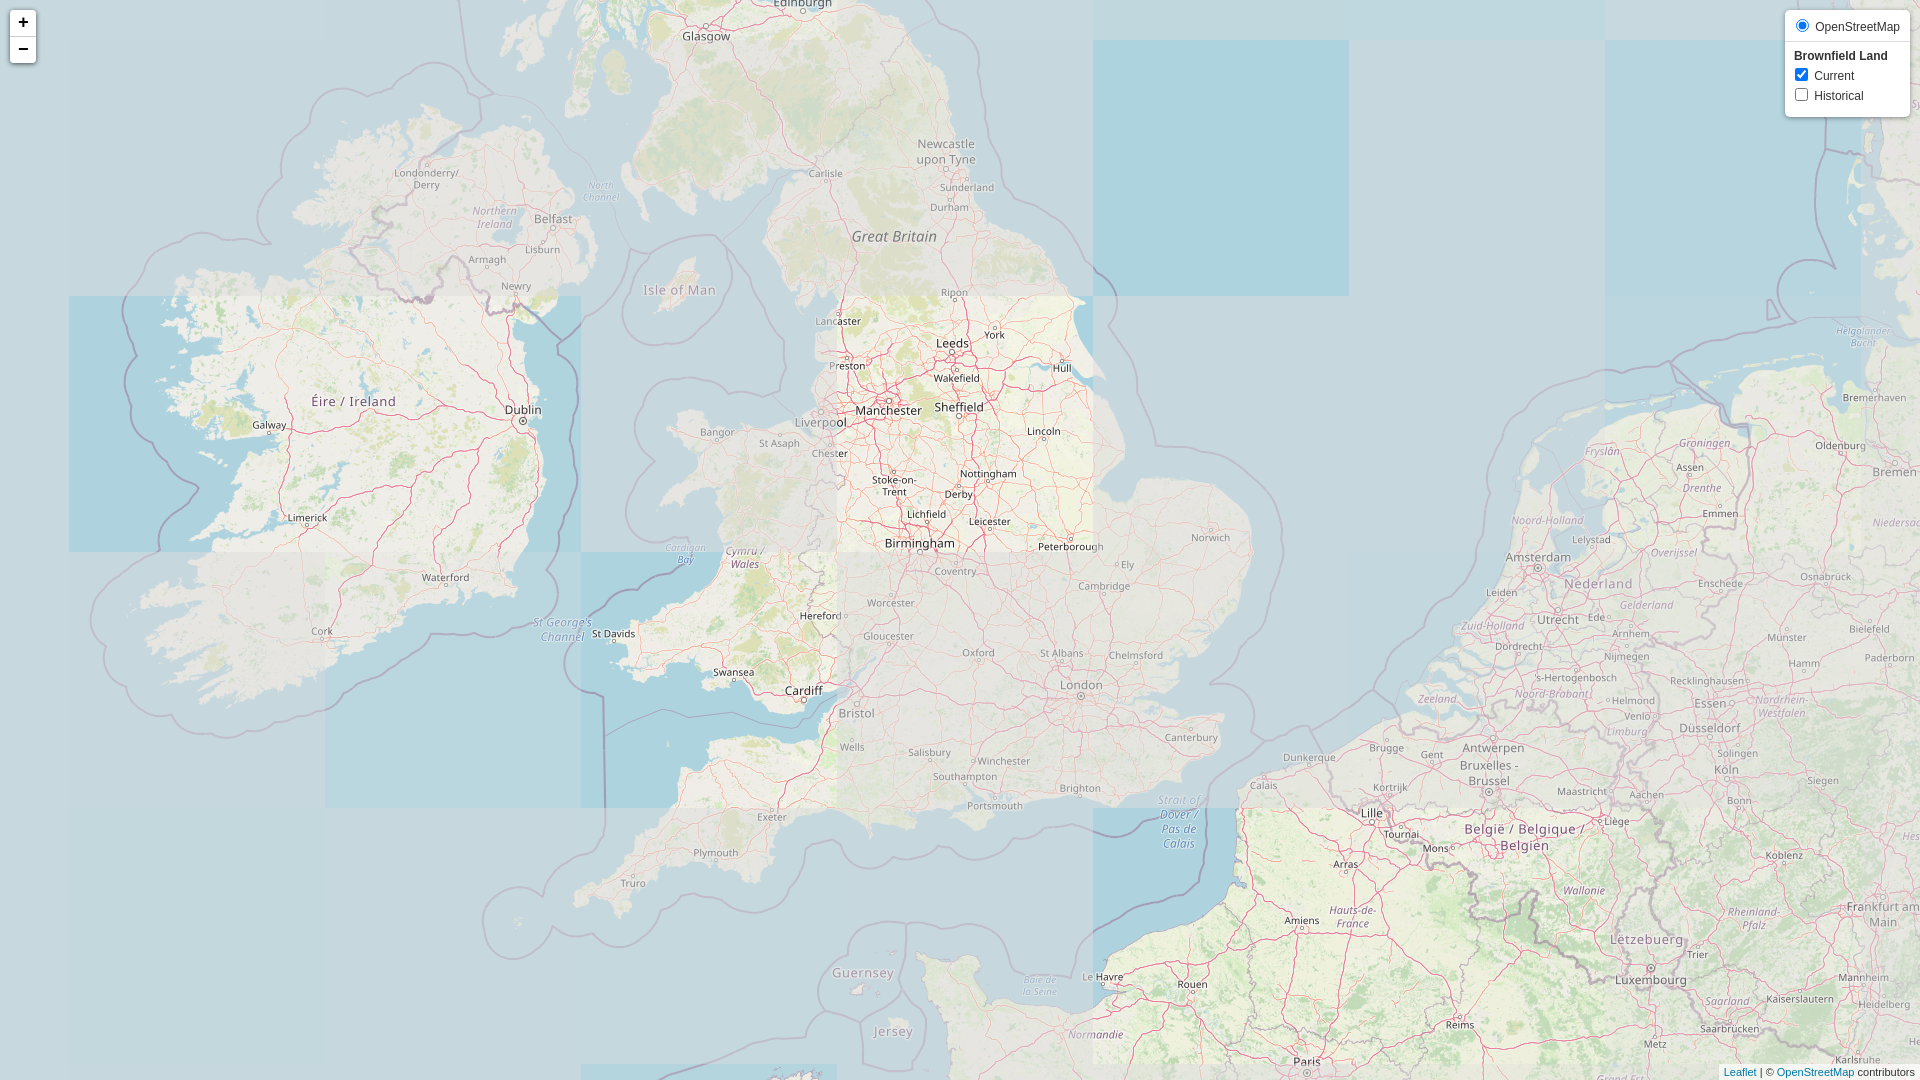 +
−
OpenStreetMap
Brownfield Land
Current
Historical
Edinburgh
Glasgow
Newcastle
upon Tyne
Londonderry/
Derry
Carlisle
North
Channel
Sunderland
Durham
Northern
Ireland
Belfast
Great Britain
Lisburn
Armagh
Newry
Isle of Man
Ripon
Lancaster
York
Leeds
Helgoländer
Bucht
Preston
Hull
Wakefield
Éire / Ireland
Bremerhaven
Dublin
Manchester
Sheffield
Galway
Liverpool
Lincoln
Bangor
St Asaph
Groningen
Oldenburg
Chester
Fryslân
Assen
Bremen
Stoke-on-
Trent
Nottingham
Derby
Drenthe
Limerick
Lichfield
Leicester
Emmen
Noord-Holland
Birmingham
Norwich
Lelystad
Cardigan
Bay
Cymru /
Wales
Peterborough
Overijssel
Amsterdam
Coventry
Ely
Waterford
Cambridge
Nederland
Enschede
Osnabrück
Leiden
Worcester
Gelderland
Hereford
St George's
Channel
Utrecht
Ede
Cork
St Davids
Zuid-Holland
Arnhem
Bielefeld
Gloucester
Münster
Oxford
St Albans
Chelmsford
Dordrecht
Nijmegen
Paderborn
Hamm
Swansea
's-Hertogenbosch
Recklinghausen
Cardiff
London
Zeeland
Noord-Brabant
Helmond
Essen
Nordrhein-
Westfalen
Bristol
Venlo
Düsseldorf
Limburg
Canterbury
Wells
Salisbury
Brugge
Gent
Antwerpen
Solingen
Winchester
Dunkerque
Bruxelles -
Brussel
Köln
Southampton
Calais
Kortrijk
Maastricht
Aachen
Siegen
Brighton
Portsmouth
Strait of
Dover /
Pas de
Calais
Bonn
Exeter
Lille
Liège
Tournai
België / Belgique /
Belgien
Mons
Plymouth
Koblenz
Arras
Truro
Wallonie
Hauts-de-
France
Rheinland-
Pfalz
Frankfurt am
Main
Amiens
Lëtzebuerg
Trier
Guernsey
Baie de
la Seine
Le Havre
Luxembourg
Mannheim
Rouen
Kaiserslautern
Saarland
Heidelberg
Jersey
Normandie
Reims
Saarbrücken
Metz
Paris
Karlsruhe
Grand Est
Leaflet | © OpenStreetMap contributors